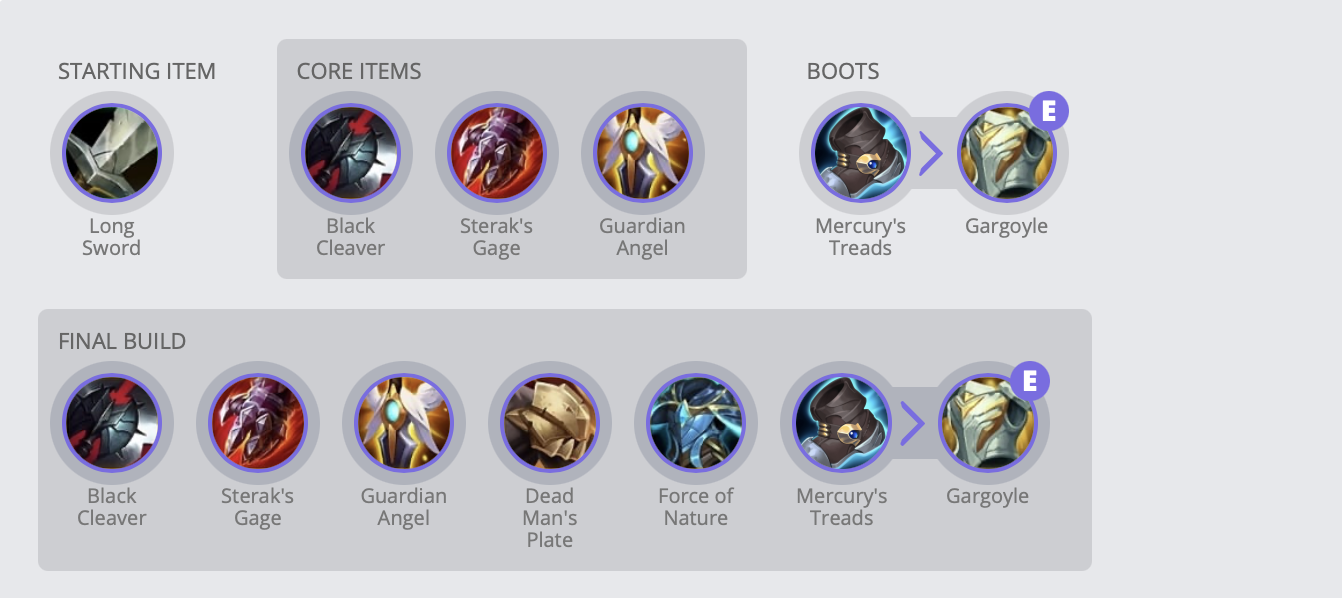 STARTING ITEM
Long
Sword
CORE ITEMS
Black
Cleaver
Sterak's
Gage
Guardian
Angel
BOOTS
Mercury's
Treads
E
Gargoyle
FINAL BUILD
Black
Cleaver
Sterak's
Gage
Guardian
Angel
Dead
Man's
Plate
Force of
Nature
Mercury's
Treads
E
Gargoyle